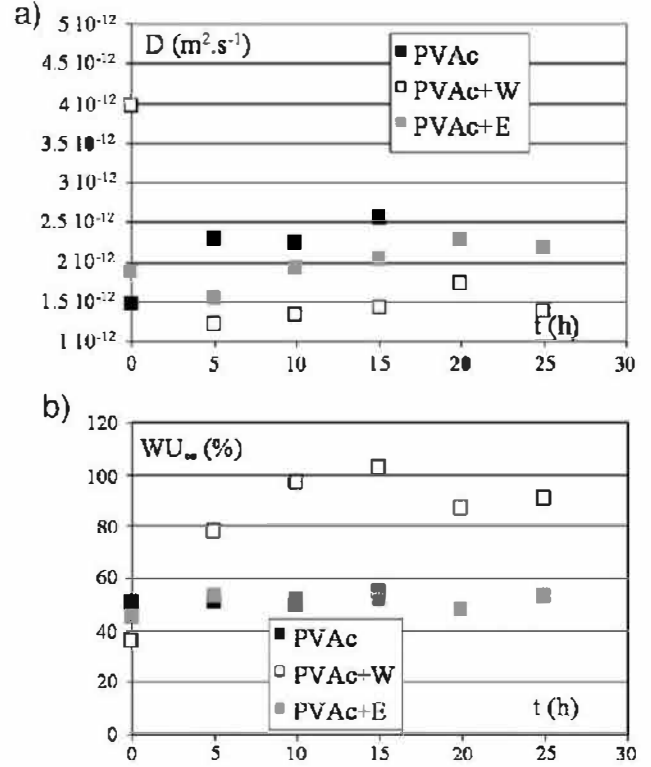 a)
5 10-12
D (m2.s-1)
4.5 10-12
4 10-12
3.5 10-12
3 10-12
2.5 10-12
2 10-12
1.5 10-12
1 10-12
PVAc
PVAc+W
PVAc+E
t (h)
0 5 10 15 20 25 30
b)
120
WU∞ (%)
100
80
60
40
20
0
PVAc
PVAc+W
PVAc+E
t (h)
0 5 10 15 20 25 30